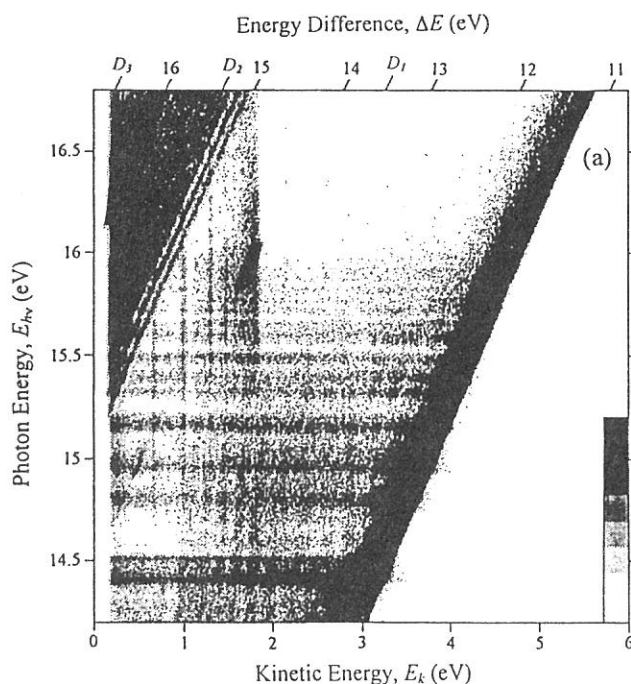 Energy Difference, ΔE (eV)
D3 16 D2 15 14 D1 13 12 11
(a)
16.5
16
15.5
15
14.5
Photon Energy, Ehν (eV)
0 1 2 3 4 5 6
Kinetic Energy, Ek (eV)